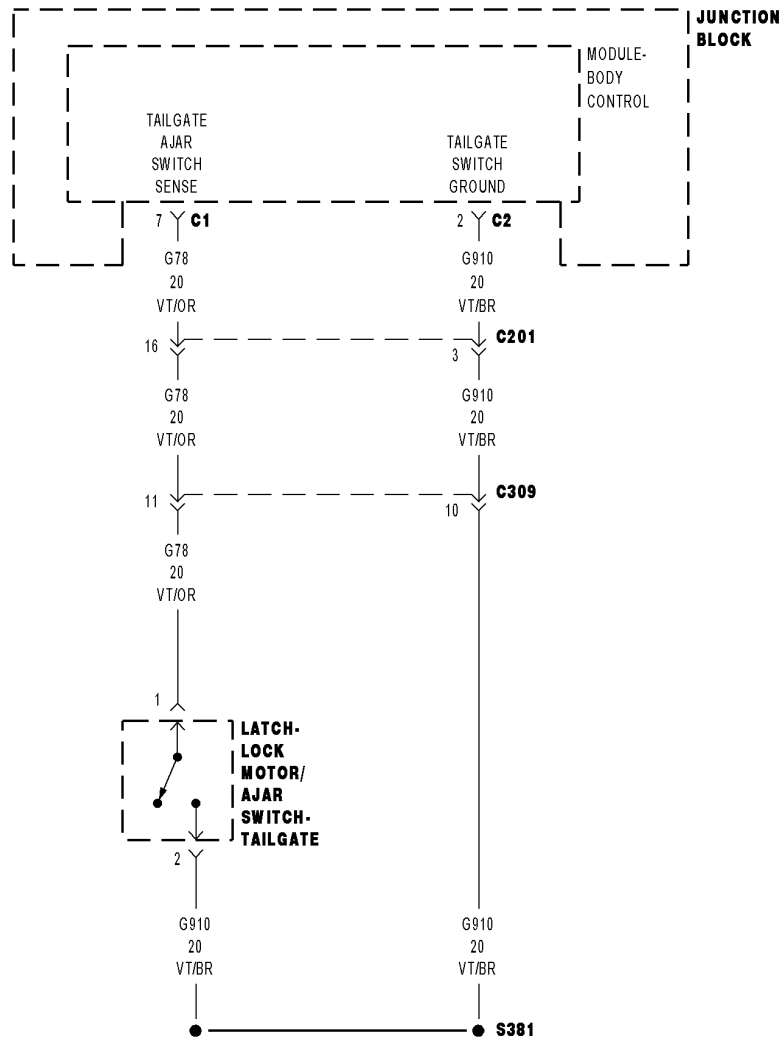 JUNCTION
BLOCK
MODULE-
BODY
CONTROL
TAILGATE
AJAR
SWITCH
SENSE
TAILGATE
SWITCH
GROUND
7 C1
2 C2
G78
20
VT/OR
G910
20
VT/BR
16
3
C201
G78
20
VT/OR
G910
20
VT/BR
11
10
C309
G78
20
VT/OR
1
LATCH-
LOCK
MOTOR/
AJAR
SWITCH-
TAILGATE
2
G910
20
VT/BR
G910
20
VT/BR
S381